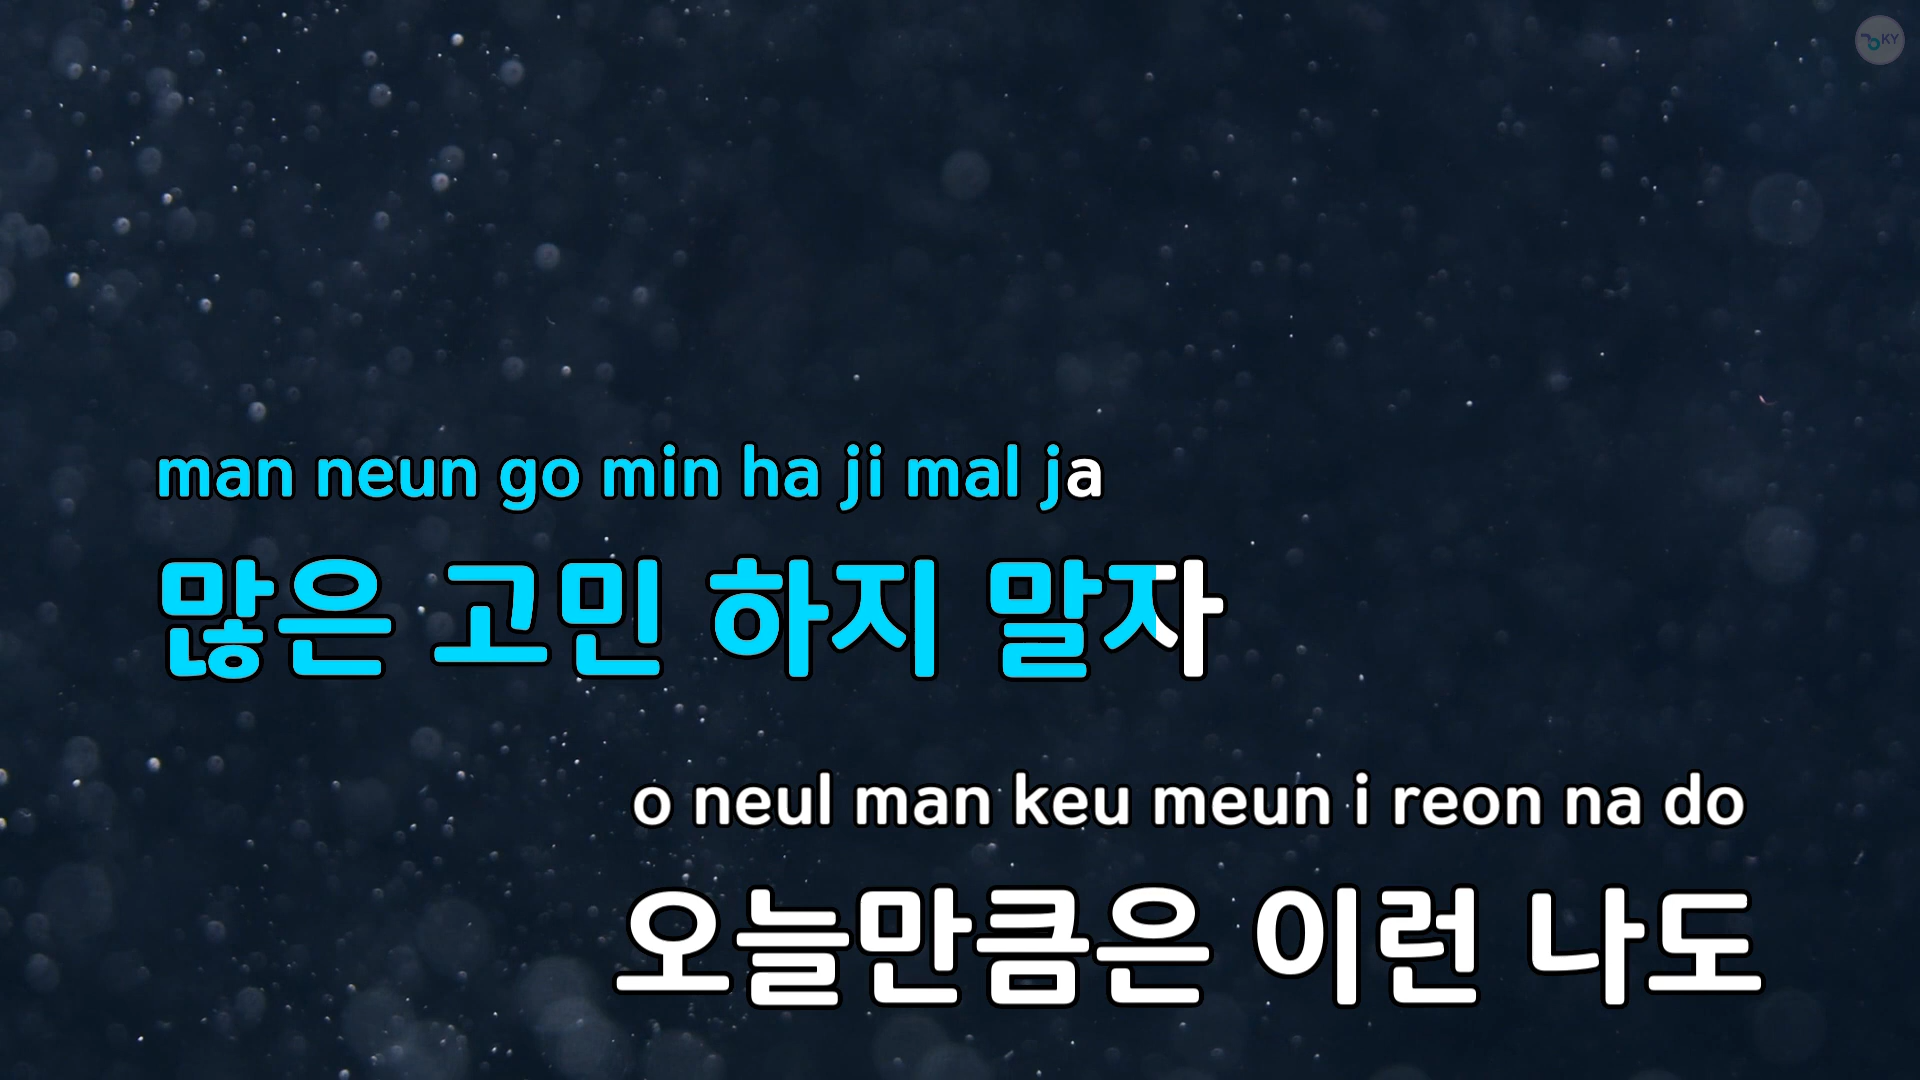 KY
man neun go min ha ji mal ja
많은 고민 하지 말자
o neul man keu meun i reon na do
오늘만큼은 이런 나도